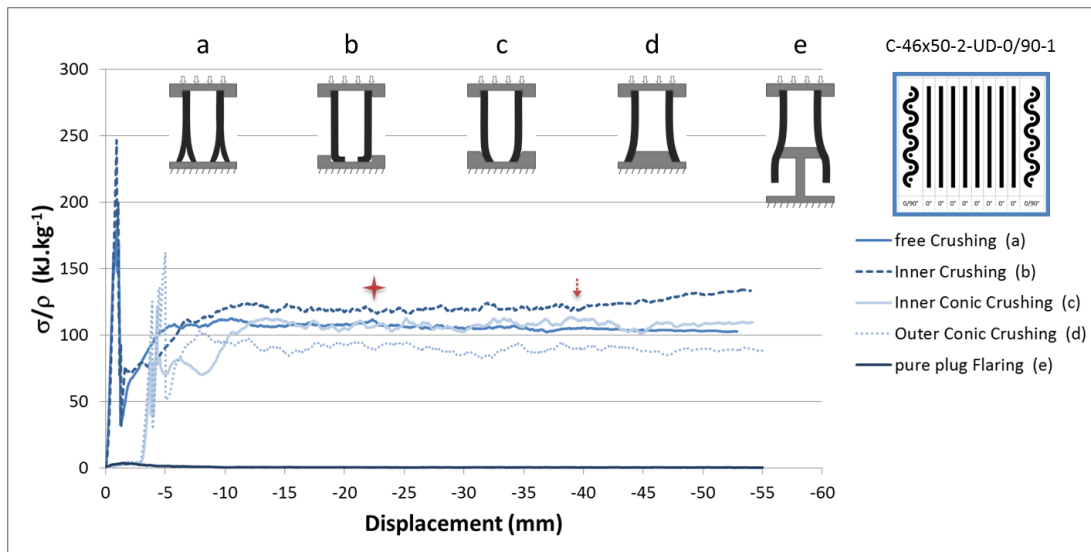 a b c d e
C-46x50-2-UD-0/90-1
300
250
200
150
100
50
0
σ/ρ (kJ.kg⁻¹)
0/90° 0° 0° 0° 0° 0° 0° 0° 0/90°
free Crushing (a)
Inner Crushing (b)
Inner Conic Crushing (c)
Outer Conic Crushing (d)
pure plug Flaring (e)
0 -5 -10 -15 -20 -25 -30 -35 -40 -45 -50 -55 -60
Displacement (mm)